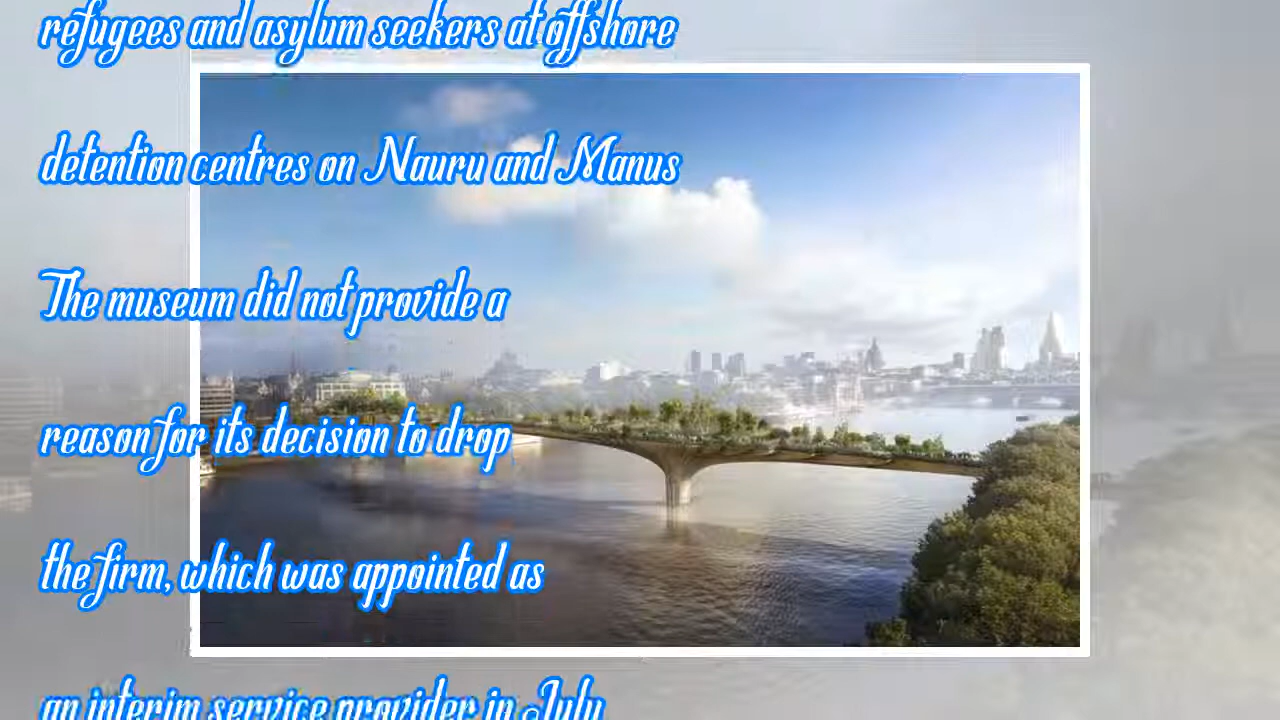 refugees and asylum seekers at offshore
detention centres on Nauru and Manus
The museum did not provide a
reason for its decision to drop
the firm, which was appointed as
an interim service provider in July